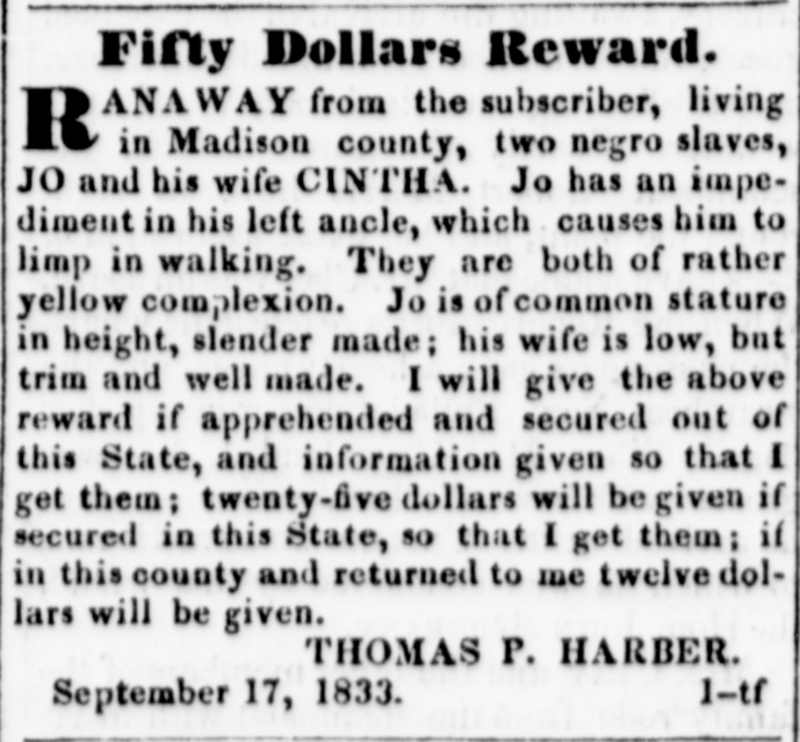 Fifty Dollars Reward.
RANAWAY from the subscriber, living
in Madison county, two negro slaves,
JO and his wife CINTHA. Jo has an impe-
diment in his left ancle, which causes him to
limp in walking. They are both of rather
yellow complexion. Jo is of common stature
in height, slender made; his wife is low, but
trim and well made. I will give the above
reward if apprehended and secured out of
this State, and information given so that I
get them; twenty-five dollars will be given if
secured in this State, so that I get them; if
in this county and returned to me twelve dol-
lars will be given.
THOMAS P. HARBER.
September 17, 1833. 1-tf